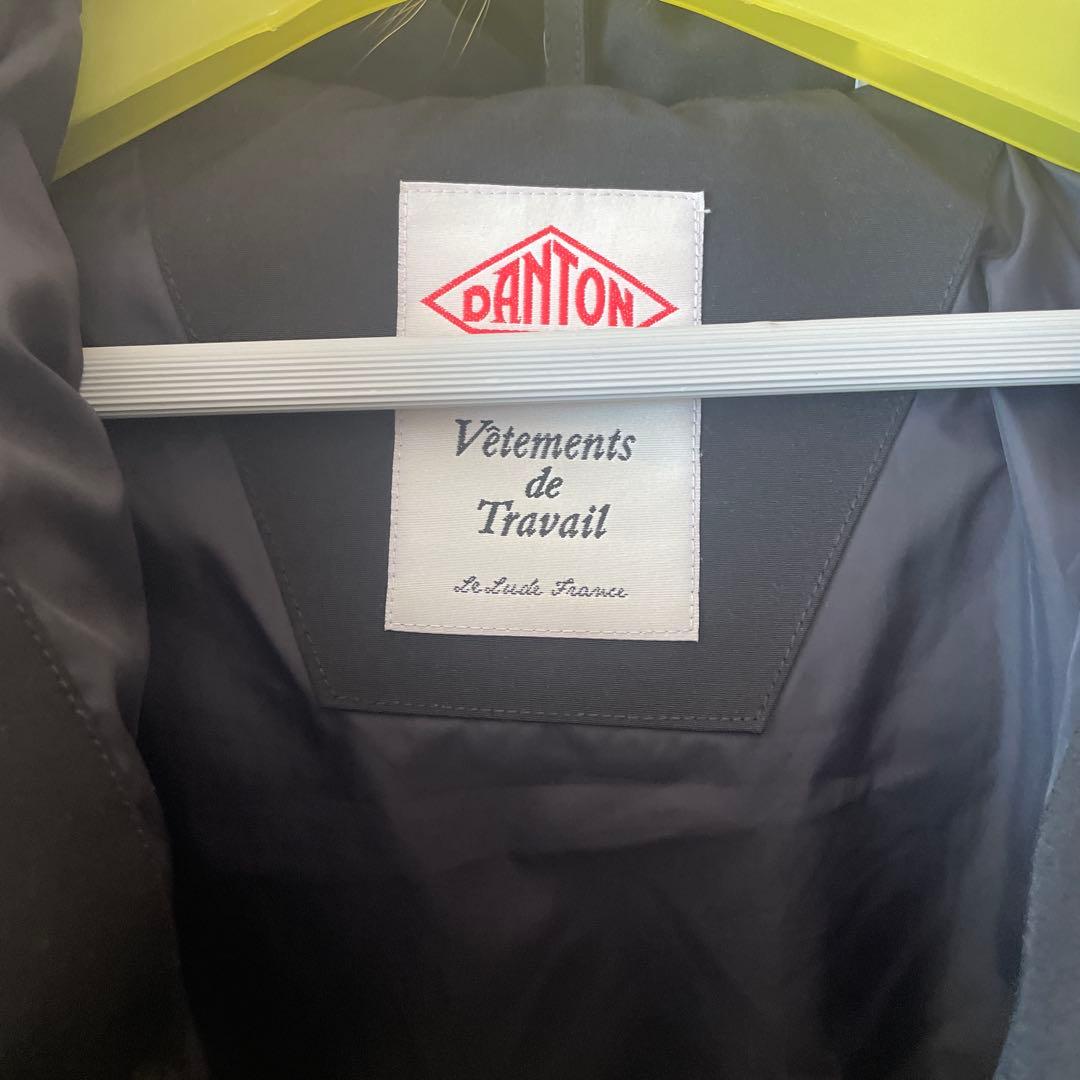 DANTON
Vêtements
de
Travail
Le Lude France